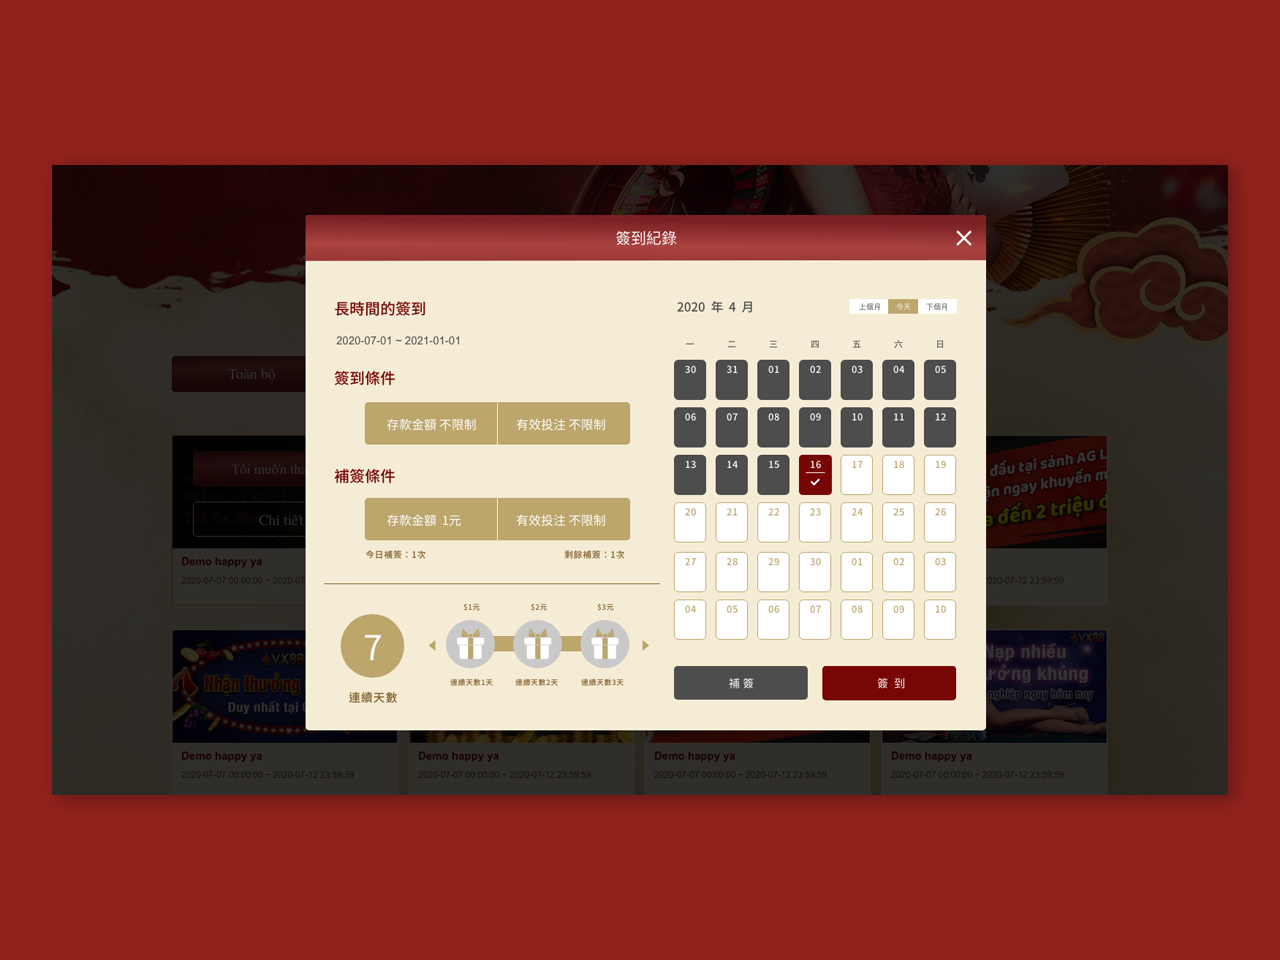 簽到紀錄
長時間的簽到
2020-07-01 ~ 2021-01-01
簽到條件
存款金額 不限制
有效投注 不限制
補簽條件
存款金額 1元
有效投注 不限制
今日補簽：1次
剩餘補簽：1次
7
連續天數
$1元
$2元
$3元
連續天數1天
連續天數2天
連續天數3天
2020 年 4 月
上個月
今天
下個月
一 二 三 四 五 六 日
30 31 01 02 03 04 05
06 07 08 09 10 11 12
13 14 15 16 17 18 19
20 21 22 23 24 25 26
27 28 29 30 01 02 03
04 05 06 07 08 09 10
補 簽
簽 到
Toàn bộ
Tôi muốn tha
Chi tiết
Demo happy ya
2020-07-07 00:00:00 ~ 2020-07
đầu tại sảnh AG L
ận ngay khuyến m
a đến 2 triệu đ
020-07-12 23:59:59
VX88
Nhận thưởng
Duy nhất tại
VX88
Nạp nhiều
ưởng khủng
nghiệp ngay hôm nay
Demo happy ya
2020-07-07 00:00:00 ~ 2020-07-12 23:59:59
Demo happy ya
2020-07-07 00:00:00 ~ 2020-07-12 23:59:59
Demo happy ya
2020-07-07 00:00:00 ~ 2020-07-12 23:59:59
Demo happy ya
2020-07-07 00:00:00 ~ 2020-07-12 23:59:59